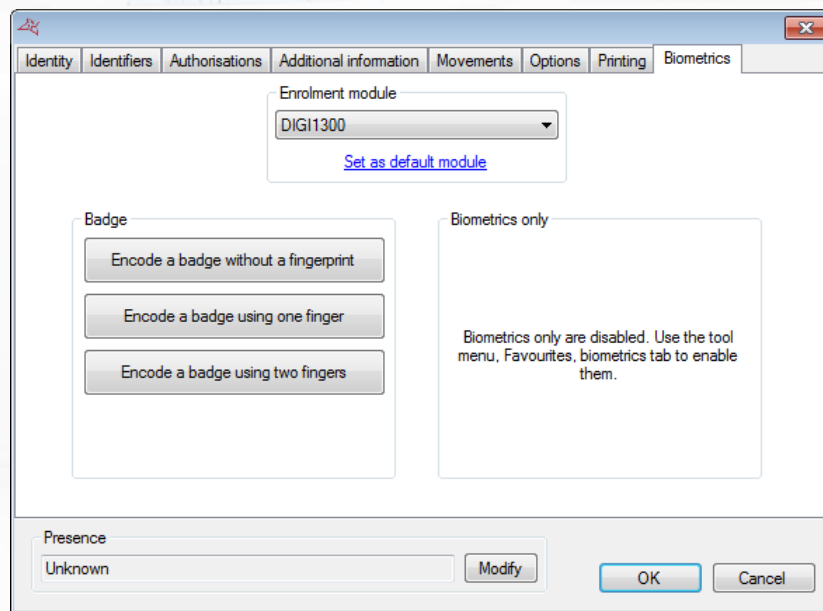 Identity
Identifiers
Authorisations
Additional information
Movements
Options
Printing
Biometrics
Enrolment module
DIGI1300
Set as default module
Badge
Encode a badge without a fingerprint
Encode a badge using one finger
Encode a badge using two fingers
Biometrics only
Biometrics only are disabled. Use the tool
menu, Favourites, biometrics tab to enable
them.
Presence
Unknown
Modify
OK
Cancel